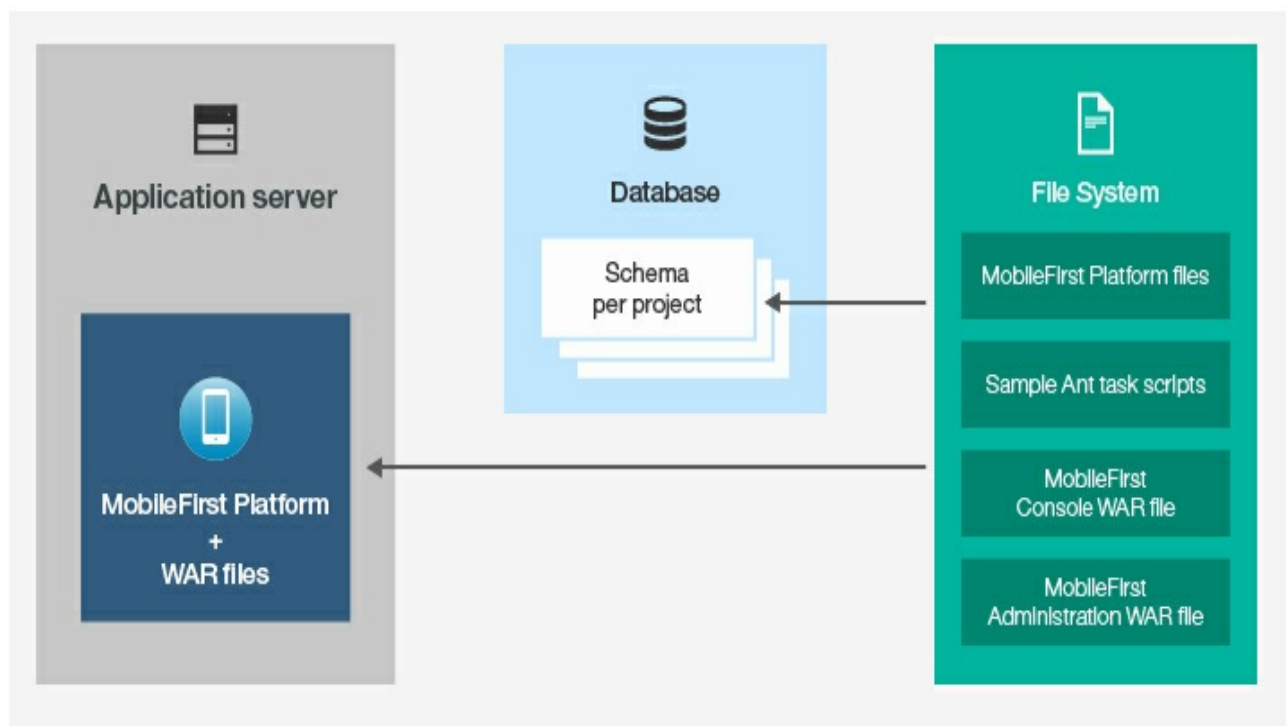 Application server
MobileFirst Platform
+
WAR files
Database
Schema
per project
File System
MobileFirst Platform files
Sample Ant task scripts
MobileFirst
Console WAR file
MobileFirst
Administration WAR file